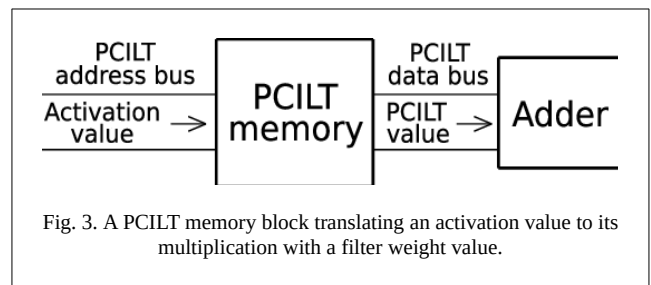 PCILT
address bus
Activation
value
PCILT
memory
PCILT
data bus
PCILT
value
Adder
Fig. 3. A PCILT memory block translating an activation value to its
multiplication with a filter weight value.